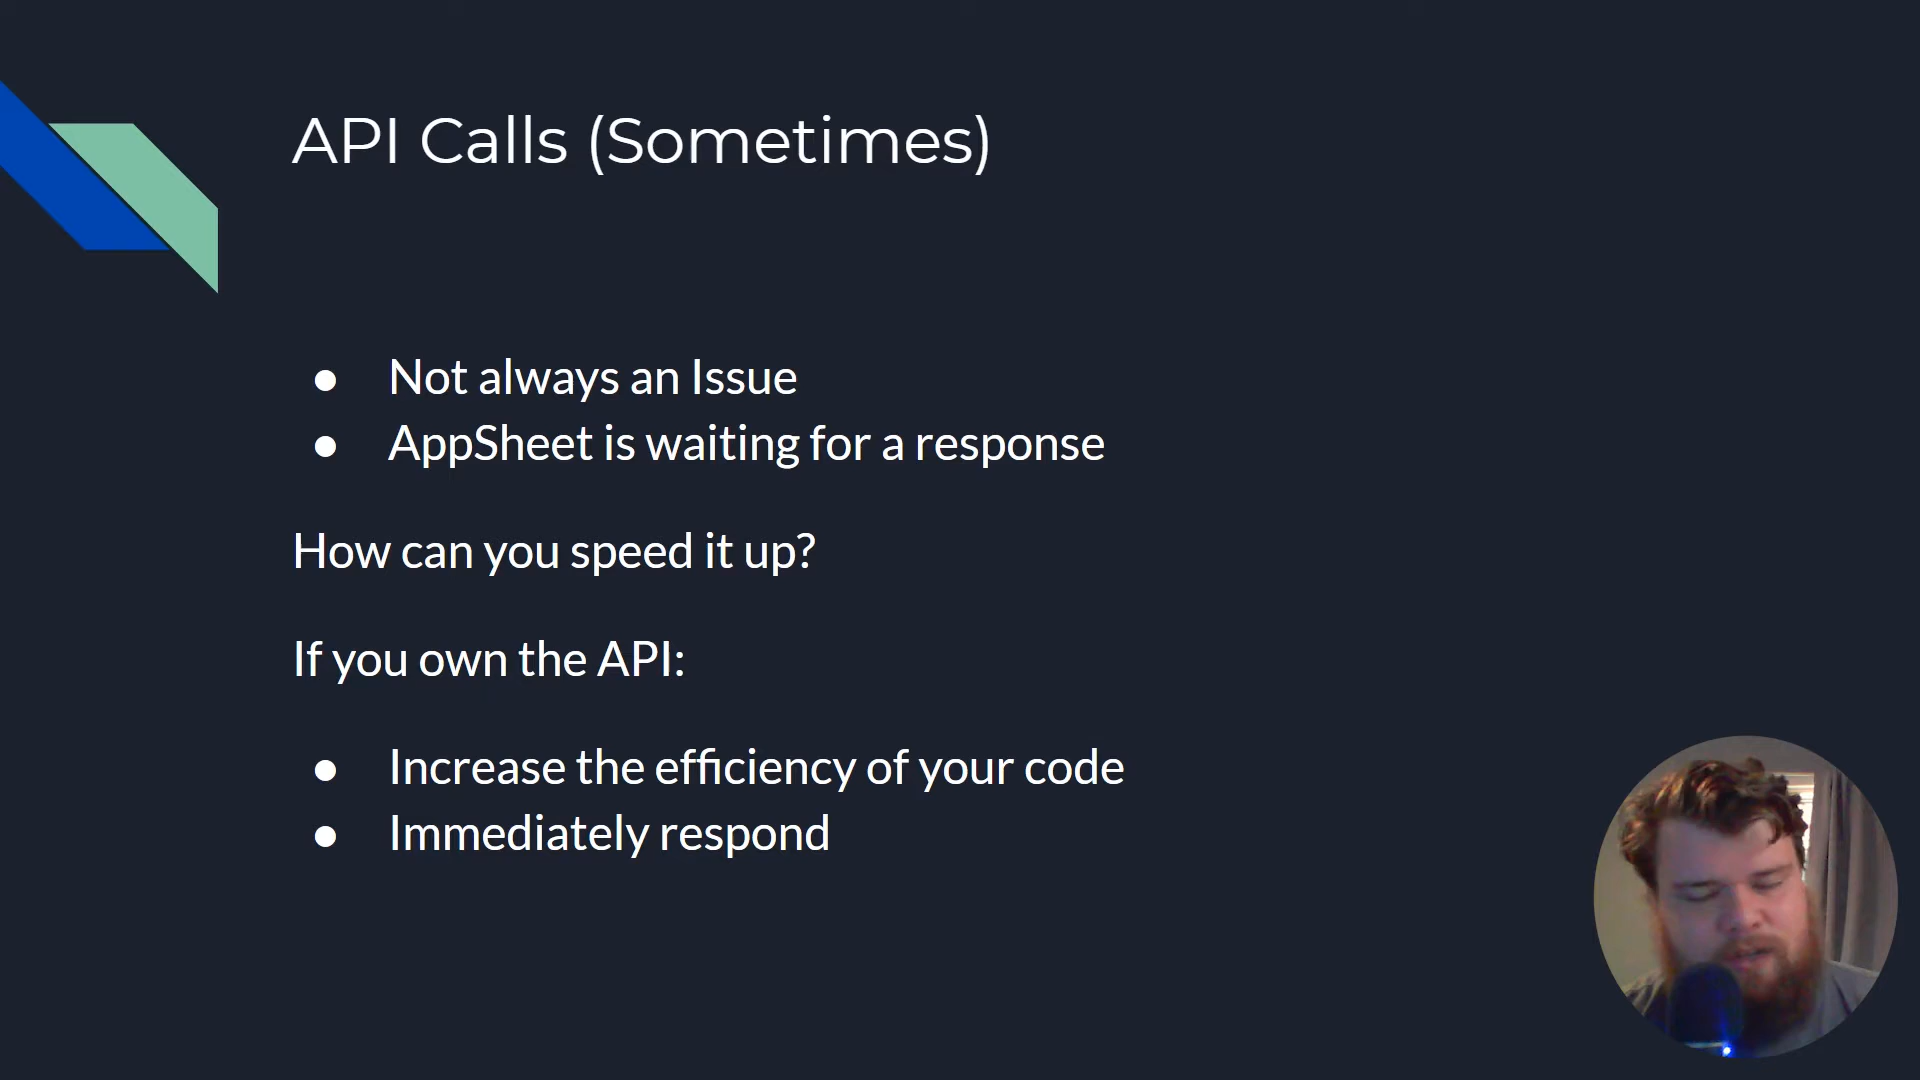 API Calls (Sometimes)
● Not always an Issue
● AppSheet is waiting for a response
How can you speed it up?
If you own the API:
● Increase the efficiency of your code
● Immediately respond